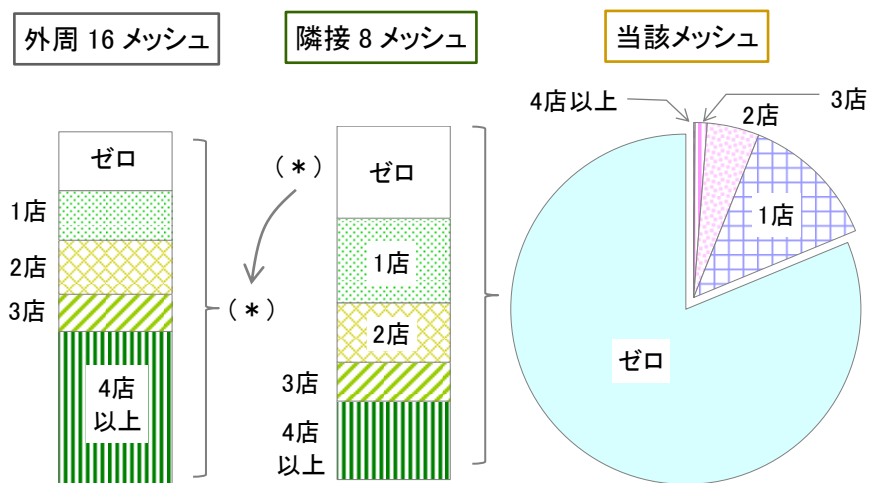 外周 16 メッシュ
ゼロ
1店
2店
3店
4店
以上
(*)
隣接 8 メッシュ
(*)
ゼロ
1店
2店
3店
4店
以上
当該メッシュ
4店以上
3店
2店
1店
ゼロ